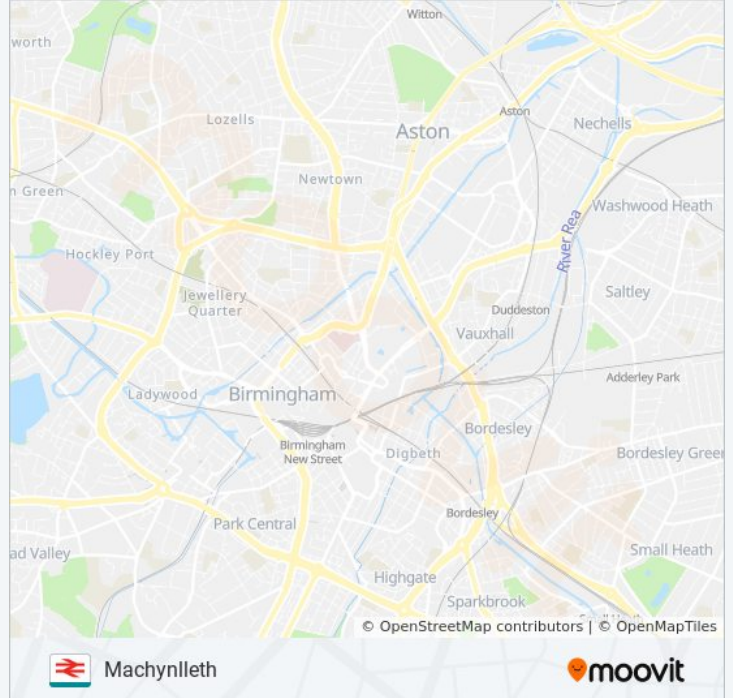 Witton
worth
Lozells
Aston
Aston
Nechells
Newtown
n Green
Washwood Heath
River Rea
Hockley Port
Jewellery
Quarter
Saltley
Duddeston
Vauxhall
Adderley Park
Ladywood
Birmingham
Bordesley
Birmingham
New Street
Digbeth
Bordesley Green
Park Central
Bordesley
ad Valley
Small Heath
Highgate
Sparkbrook
© OpenStreetMap contributors | © OpenMapTiles
Machynlleth
moovit